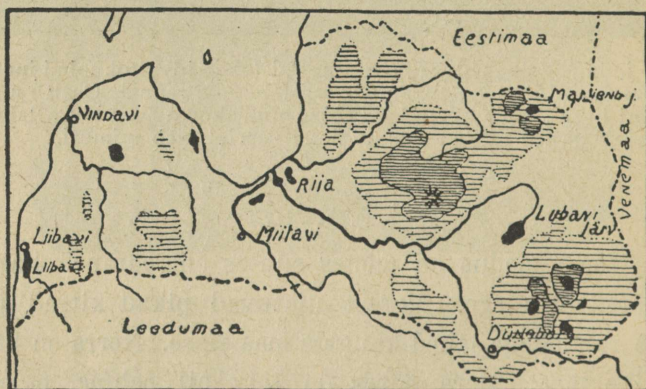 Eestimaa
Marienb j.
Venemaa
Vindavi
Riia
Lubani
järv
Liibavi
Liibavi j.
Miitavi
Leedumaa
Dünaburg